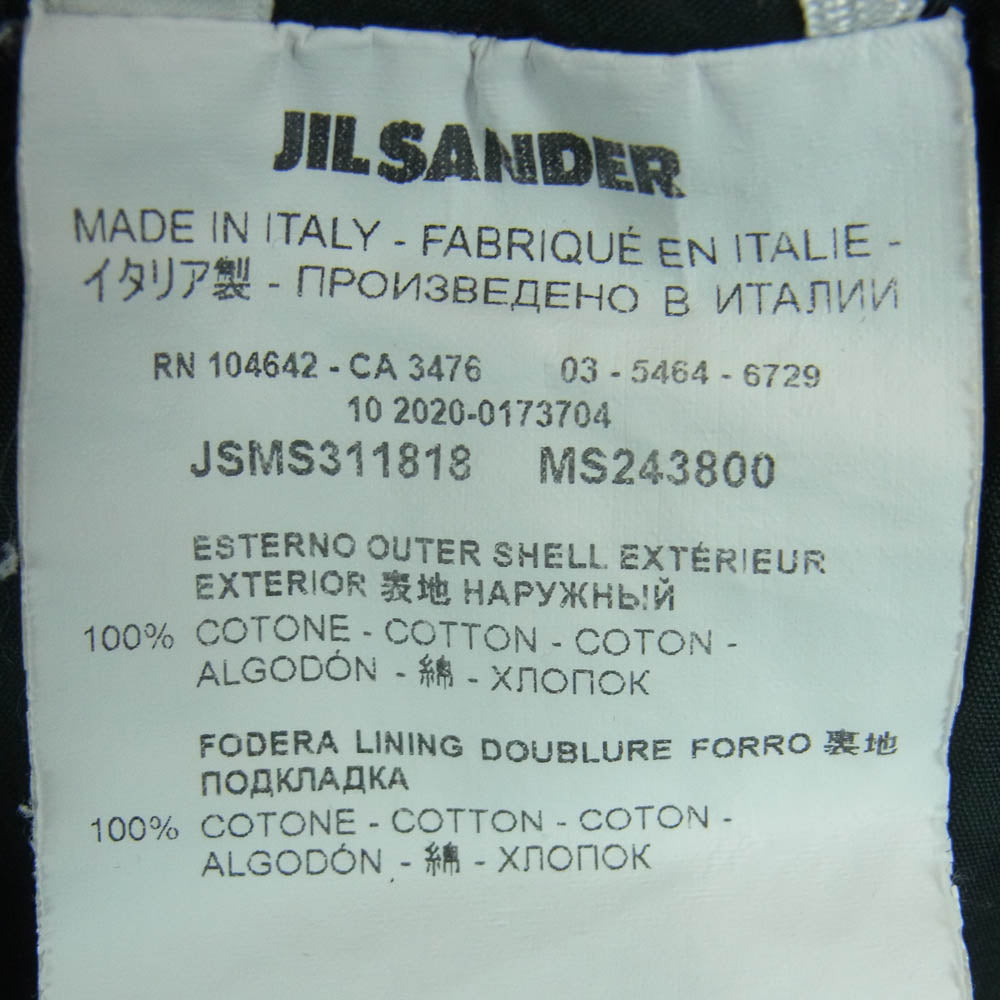 JILSANDER
MADE IN ITALY - FABRIQUÉ EN ITALIE -
イタリア製 - ПРОИЗВЕДЕНО В ИТАЛИИ
RN 104642 - CA 3476 03 - 5464 - 6729
10 2020-0173704
JSMS311818 MS243800
ESTERNO OUTER SHELL EXTÉRIEUR
EXTERIOR 表地 НАРУЖНЫЙ
100% COTONE - COTTON - COTON -
ALGODÓN - 綿 - ХЛОПОК
FODERA LINING DOUBLURE FORRO 裏地
ПОДКЛАДКА
100% COTONE - COTTON - COTON -
ALGODÓN - 綿 - ХЛОПОК